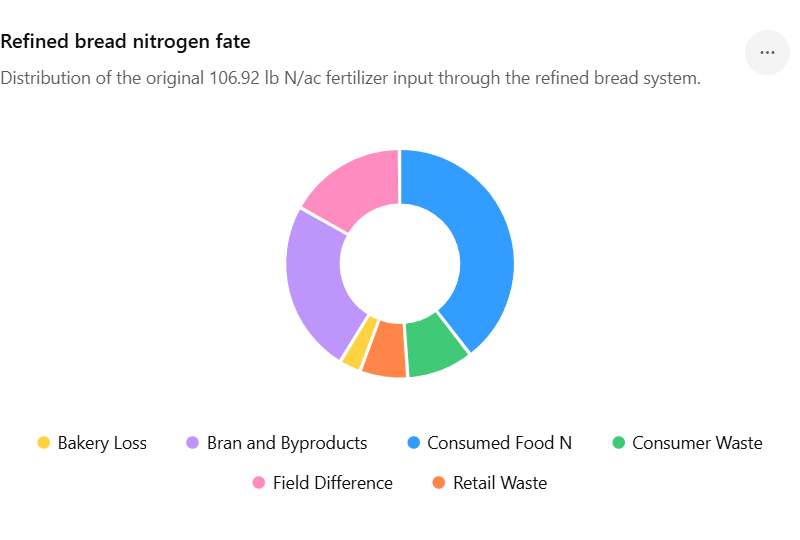 Refined bread nitrogen fate
Distribution of the original 106.92 lb N/ac fertilizer input through the refined bread system.
Bakery Loss
Bran and Byproducts
Consumed Food N
Consumer Waste
Field Difference
Retail Waste